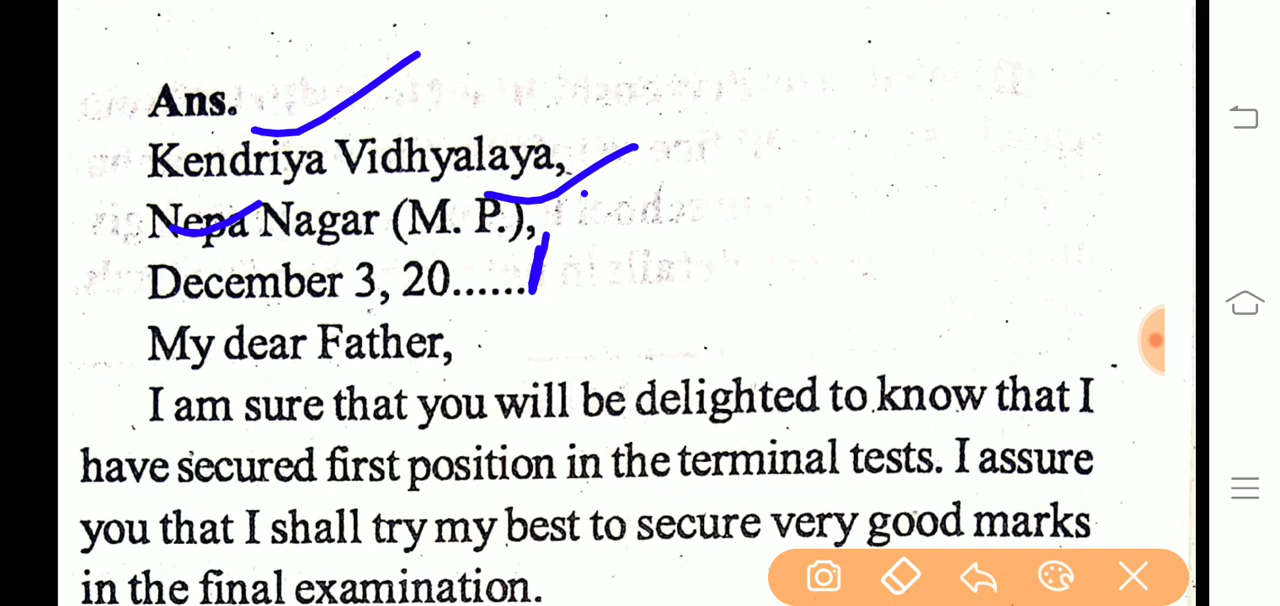 Ans.
Kendriya Vidhyalaya,
Nepa Nagar (M. P.),
December 3, 20......
My dear Father,
I am sure that you will be delighted to know that I
have secured first position in the terminal tests. I assure
you that I shall try my best to secure very good marks
in the final examination.